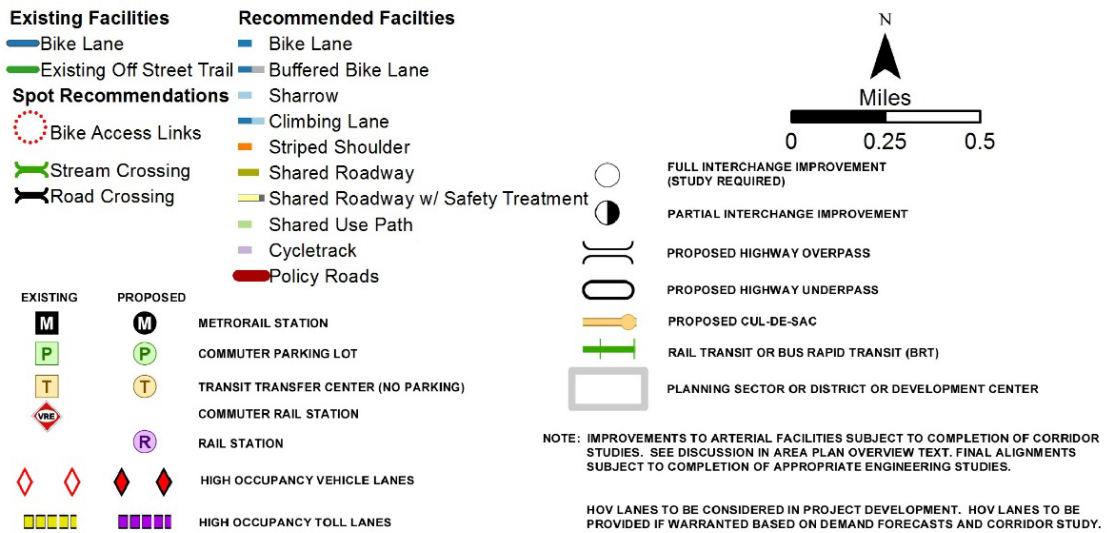 Existing Facilities
Bike Lane
Existing Off Street Trail
Spot Recommendations
Bike Access Links
Stream Crossing
Road Crossing
Recommended Facilties
Bike Lane
Buffered Bike Lane
Sharrow
Climbing Lane
Striped Shoulder
Shared Roadway
Shared Roadway w/ Safety Treatment
Shared Use Path
Cycletrack
Policy Roads
EXISTING PROPOSED
M M METRORAIL STATION
P P COMMUTER PARKING LOT
T T TRANSIT TRANSFER CENTER (NO PARKING)
VRE COMMUTER RAIL STATION
R RAIL STATION
HIGH OCCUPANCY VEHICLE LANES
HIGH OCCUPANCY TOLL LANES
N
Miles
0 0.25 0.5
FULL INTERCHANGE IMPROVEMENT
(STUDY REQUIRED)
PARTIAL INTERCHANGE IMPROVEMENT
PROPOSED HIGHWAY OVERPASS
PROPOSED HIGHWAY UNDERPASS
PROPOSED CUL-DE-SAC
RAIL TRANSIT OR BUS RAPID TRANSIT (BRT)
PLANNING SECTOR OR DISTRICT OR DEVELOPMENT CENTER
NOTE: IMPROVEMENTS TO ARTERIAL FACILITIES SUBJECT TO COMPLETION OF CORRIDOR
STUDIES. SEE DISCUSSION IN AREA PLAN OVERVIEW TEXT. FINAL ALIGNMENTS
SUBJECT TO COMPLETION OF APPROPRIATE ENGINEERING STUDIES.
HOV LANES TO BE CONSIDERED IN PROJECT DEVELOPMENT. HOV LANES TO BE
PROVIDED IF WARRANTED BASED ON DEMAND FORECASTS AND CORRIDOR STUDY.